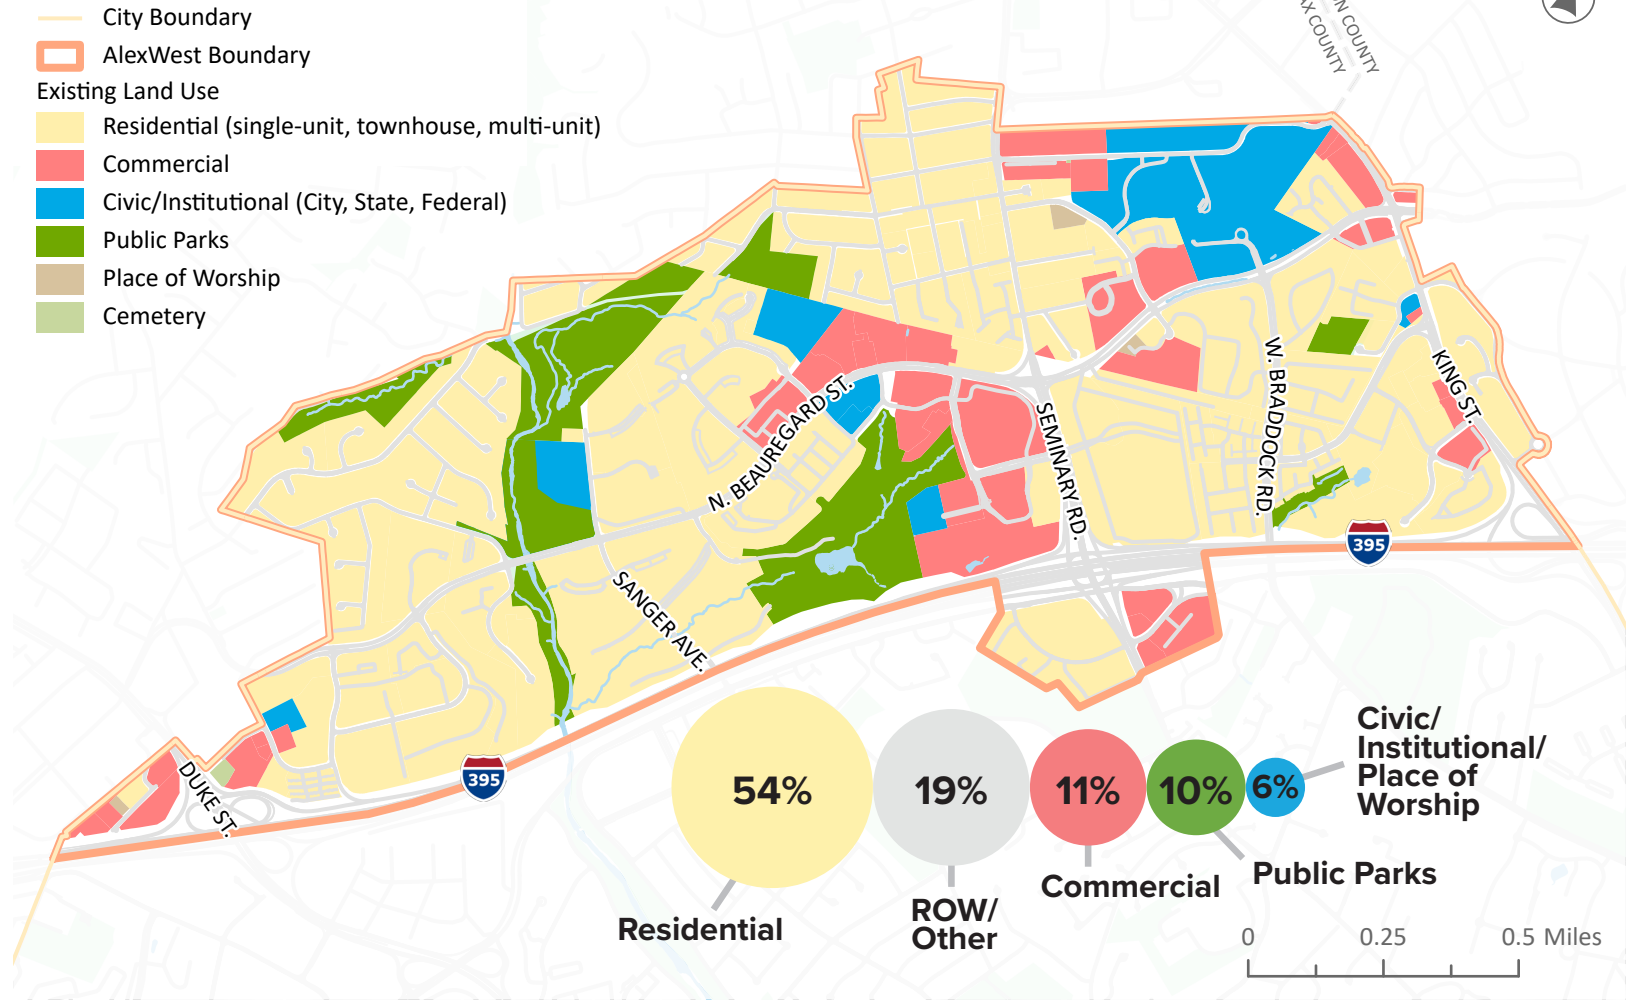 City Boundary
AlexWest Boundary
Existing Land Use
Residential (single-unit, townhouse, multi-unit)
Commercial
Civic/Institutional (City, State, Federal)
Public Parks
Place of Worship
Cemetery
COUNTY
COUNTY
N. BEAUREGARD ST.
SEMINARY RD.
W. BRADDOCK RD.
KING ST.
SANGER AVE.
DUKE ST.
395
395
54%
19%
11%
10%
6%
Residential
ROW/
Other
Commercial
Public Parks
Civic/
Institutional/
Place of
Worship
0 0.25 0.5 Miles